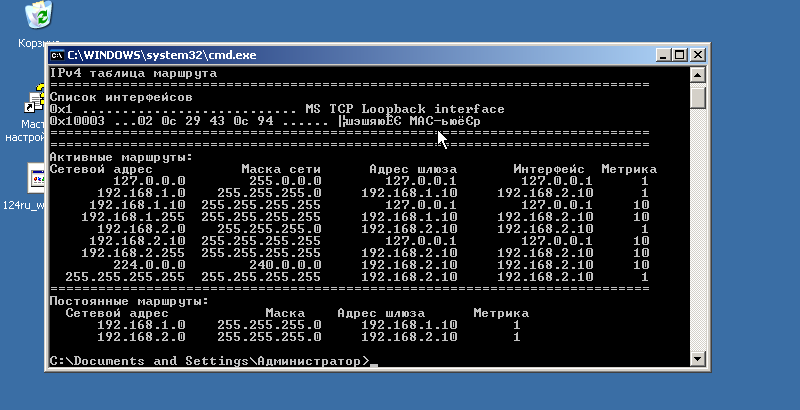 Корзина
C:\WINDOWS\system32\cmd.exe
IPv4 таблица маршрута
===========================================================================
Список интерфейсов
0x1 ........................... MS TCP Loopback interface
0x10003 ...02 0c 29 43 0c 94 ...... ¦шэшяюЁЄ MAC-ьюёЄр
===========================================================================
===========================================================================
Активные маршруты:
Сетевой адрес Маска сети Адрес шлюза Интерфейс Метрика
127.0.0.0 255.0.0.0 127.0.0.1 127.0.0.1 1
192.168.1.0 255.255.255.0 192.168.1.10 192.168.2.10 1
192.168.1.10 255.255.255.255 127.0.0.1 127.0.0.1 10
192.168.1.255 255.255.255.255 192.168.2.10 192.168.2.10 10
192.168.2.0 255.255.255.0 192.168.2.10 192.168.2.10 1
192.168.2.10 255.255.255.255 127.0.0.1 127.0.0.1 10
192.168.2.255 255.255.255.255 192.168.2.10 192.168.2.10 10
224.0.0.0 240.0.0.0 192.168.2.10 192.168.2.10 10
255.255.255.255 255.255.255.255 192.168.2.10 192.168.2.10 1
===========================================================================
Постоянные маршруты:
Сетевой адрес Маска Адрес шлюза Метрика
192.168.1.0 255.255.255.0 192.168.1.10 1
192.168.2.0 255.255.255.0 192.168.2.10 1
C:\Documents and Settings\Администратор>_
Маст
настрой
124ru_w